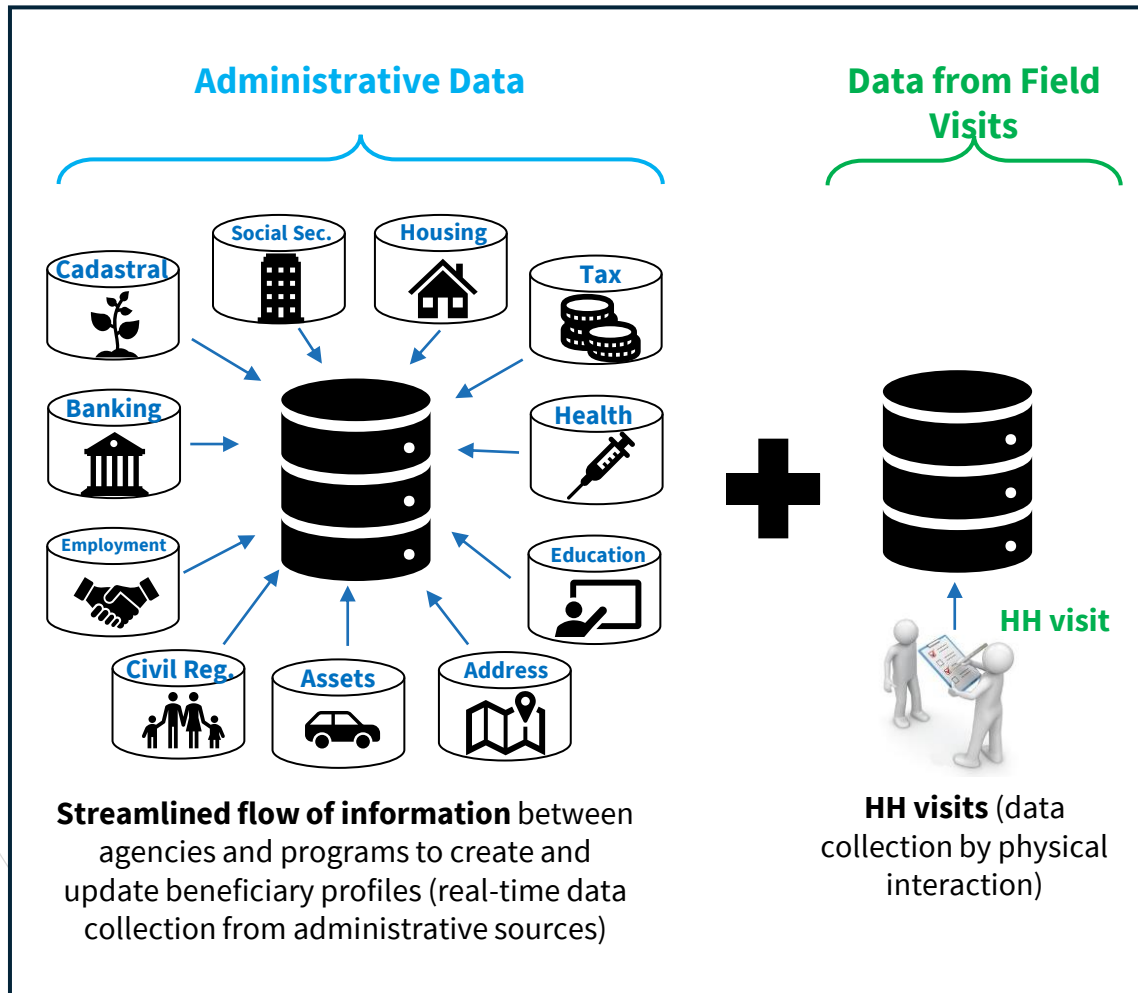 Administrative Data
Data from Field
Visits
Social Sec.
Housing
Cadastral
Tax
Banking
Health
Employment
Education
HH visit
Civil Reg.
Assets
Address
Streamlined flow of information between
agencies and programs to create and
update beneficiary profiles (real-time data
collection from administrative sources)
HH visits (data
collection by physical
interaction)